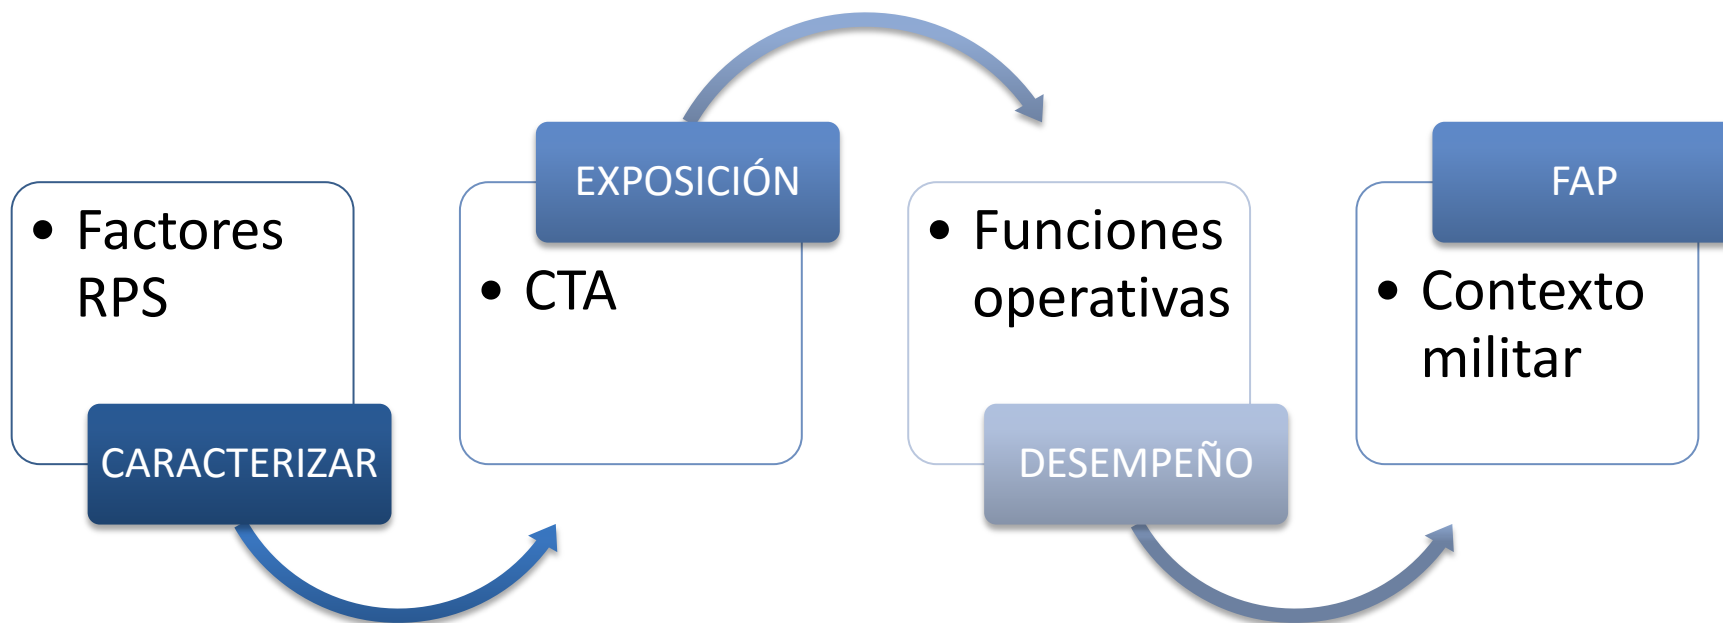 • Factores
RPS
CARACTERIZAR
EXPOSICIÓN
• CTA
• Funciones
operativas
DESEMPEÑO
FAP
• Contexto
militar